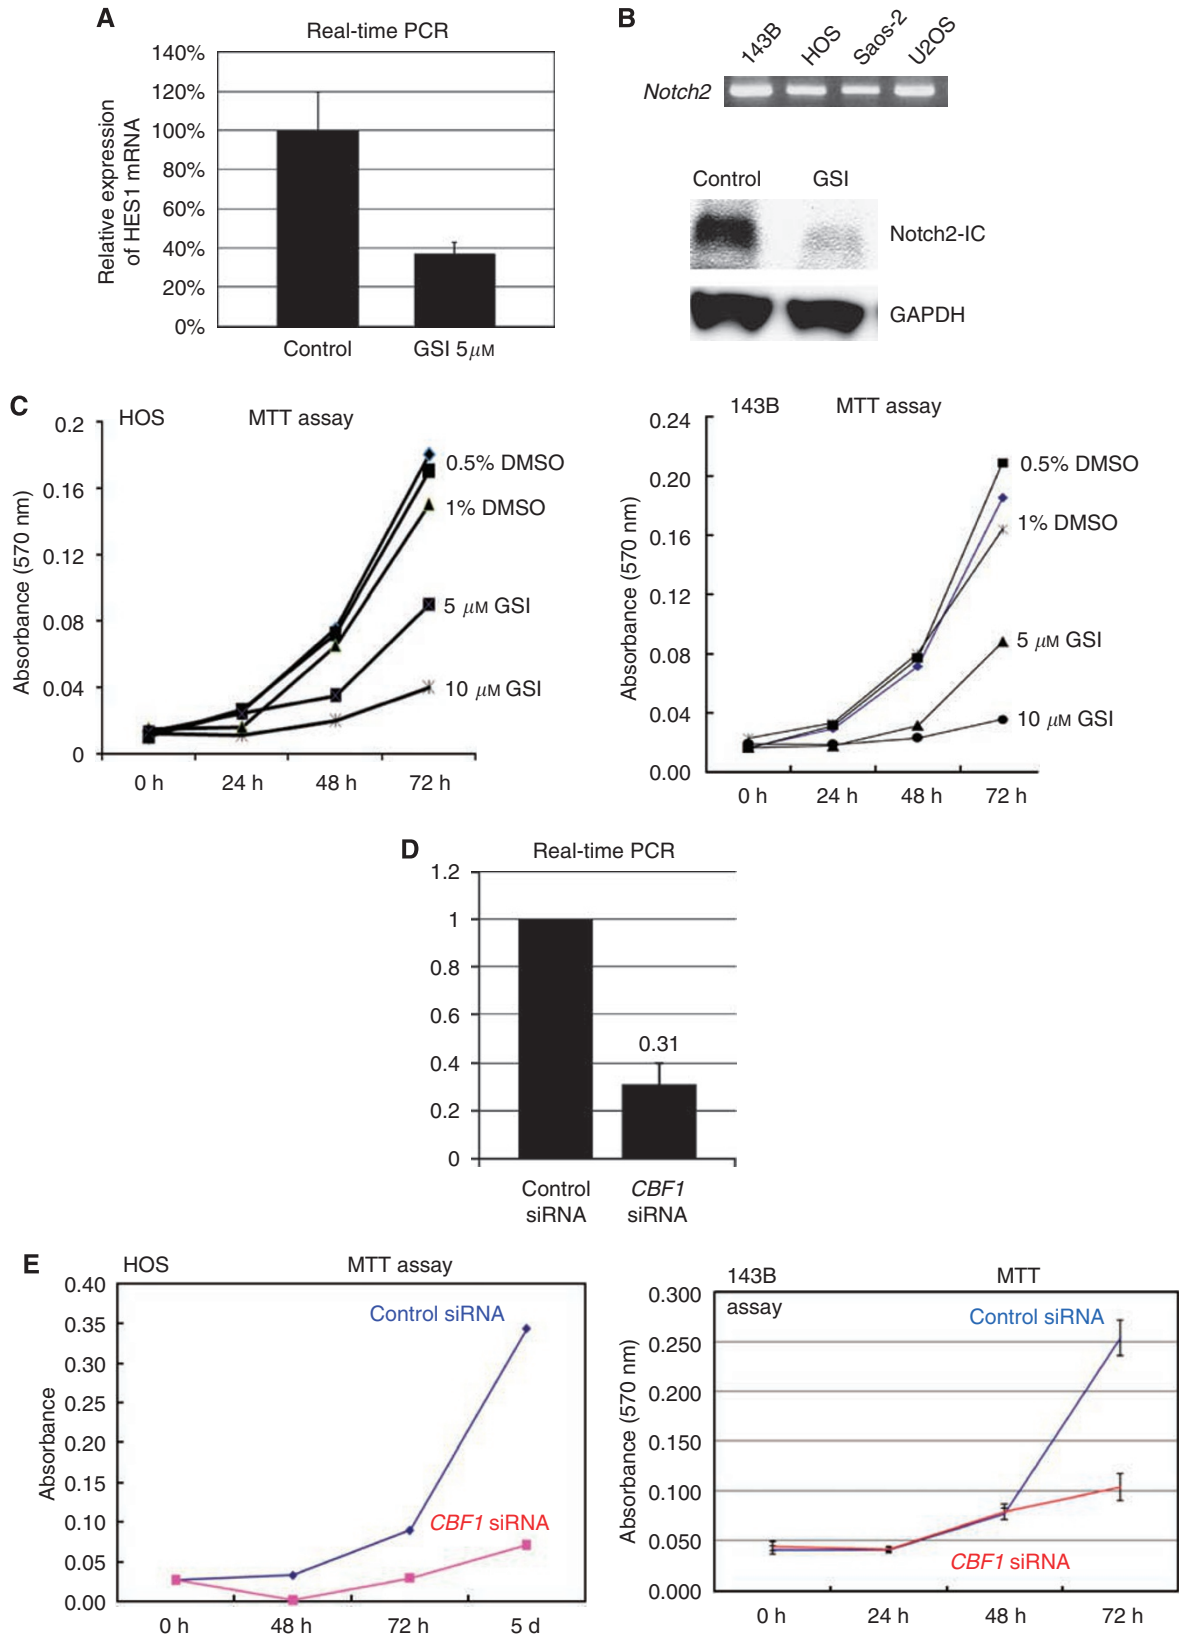 A
Real-time PCR
Relative expression
of HES1 mRNA
140%
120%
100%
80%
60%
40%
20%
0%
Control
GSI 5 μM
B
143B
HOS
Saos-2
U2OS
Notch2
Control
GSI
Notch2-IC
GAPDH
C
HOS
MTT assay
Absorbance (570 nm)
0.2
0.16
0.12
0.08
0.04
0
0.5% DMSO
1% DMSO
5 μM GSI
10 μM GSI
0 h
24 h
48 h
72 h
143B
MTT assay
Absorbance (570 nm)
0.24
0.20
0.16
0.12
0.08
0.04
0.00
0.5% DMSO
1% DMSO
5 μM GSI
10 μM GSI
0 h
24 h
48 h
72 h
D
Real-time PCR
1.2
1
0.8
0.6
0.4
0.2
0
0.31
Control
siRNA
CBF1
siRNA
E
HOS
MTT assay
Absorbance
0.40
0.35
0.30
0.25
0.20
0.15
0.10
0.05
0.00
Control siRNA
CBF1 siRNA
0 h
48 h
72 h
5 d
143B
MTT
assay
Absorbance (570 nm)
0.300
0.250
0.200
0.150
0.100
0.050
0.000
Control siRNA
CBF1 siRNA
0 h
24 h
48 h
72 h